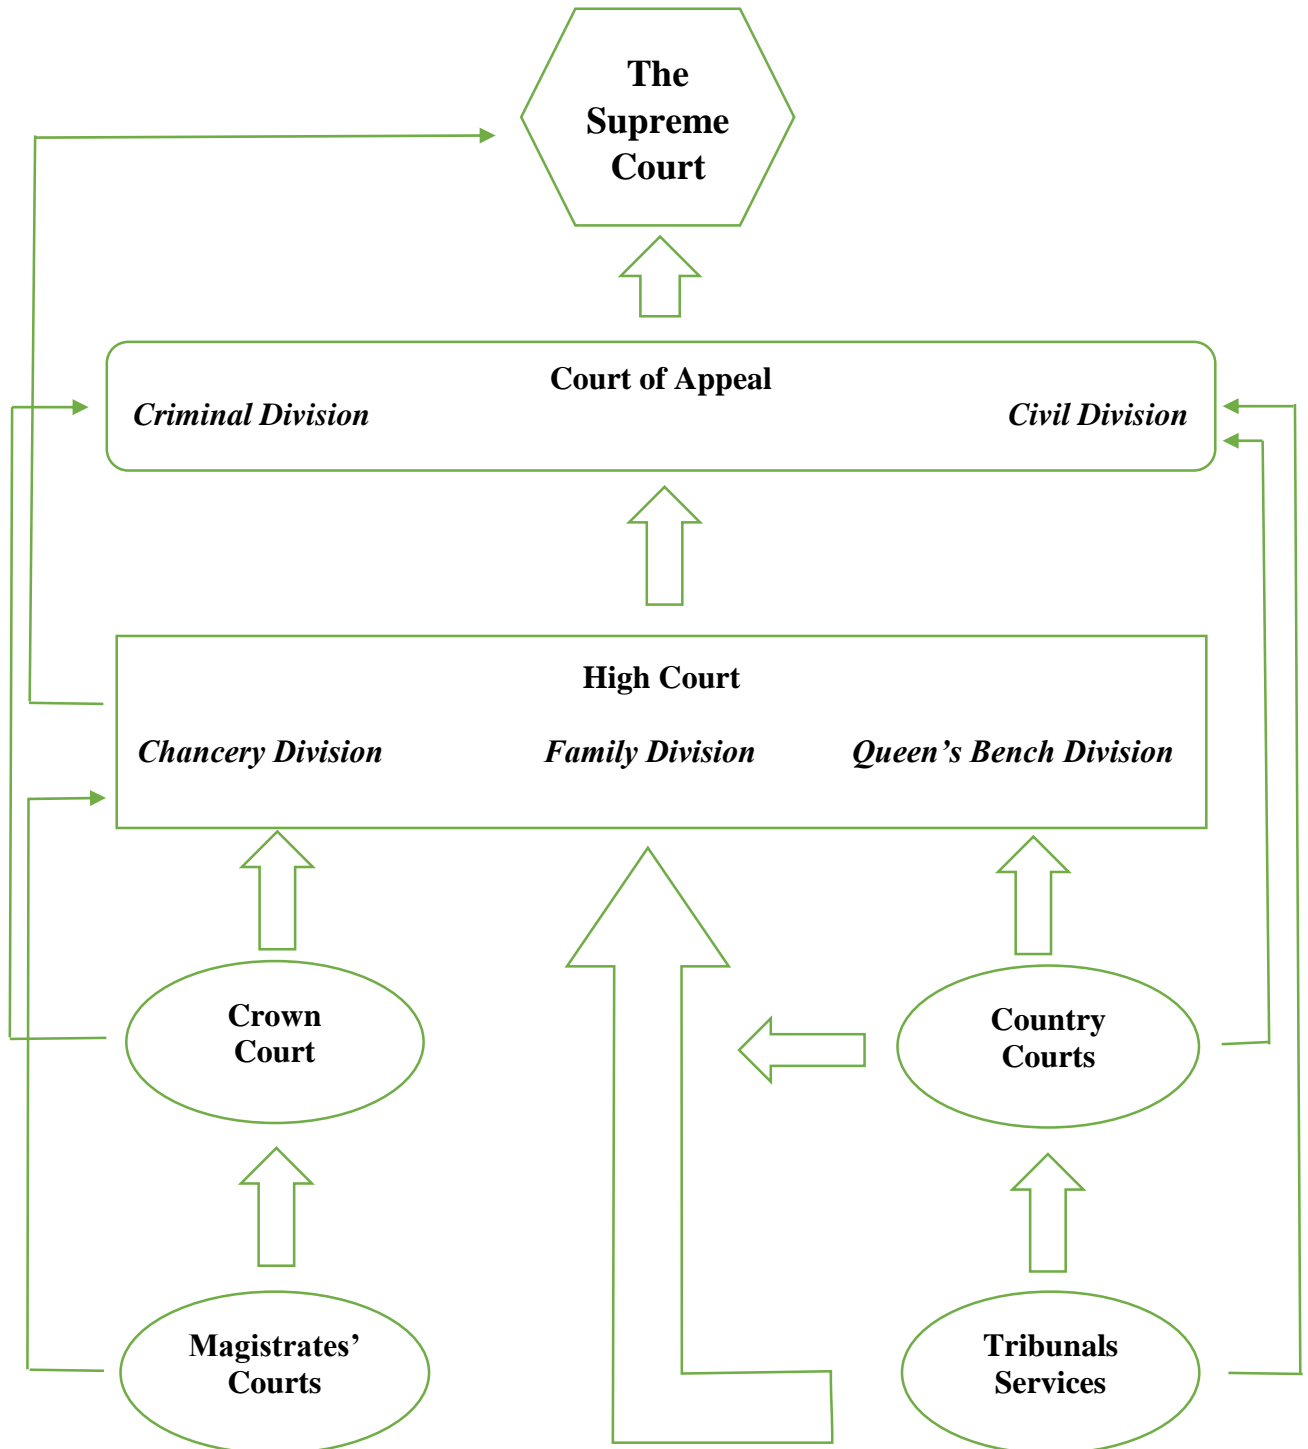 The
Supreme
Court
Court of Appeal
Criminal Division
Civil Division
High Court
Chancery Division
Family Division
Queen's Bench Division
Crown
Court
Country
Courts
Magistrates’
Courts
Tribunals
Services